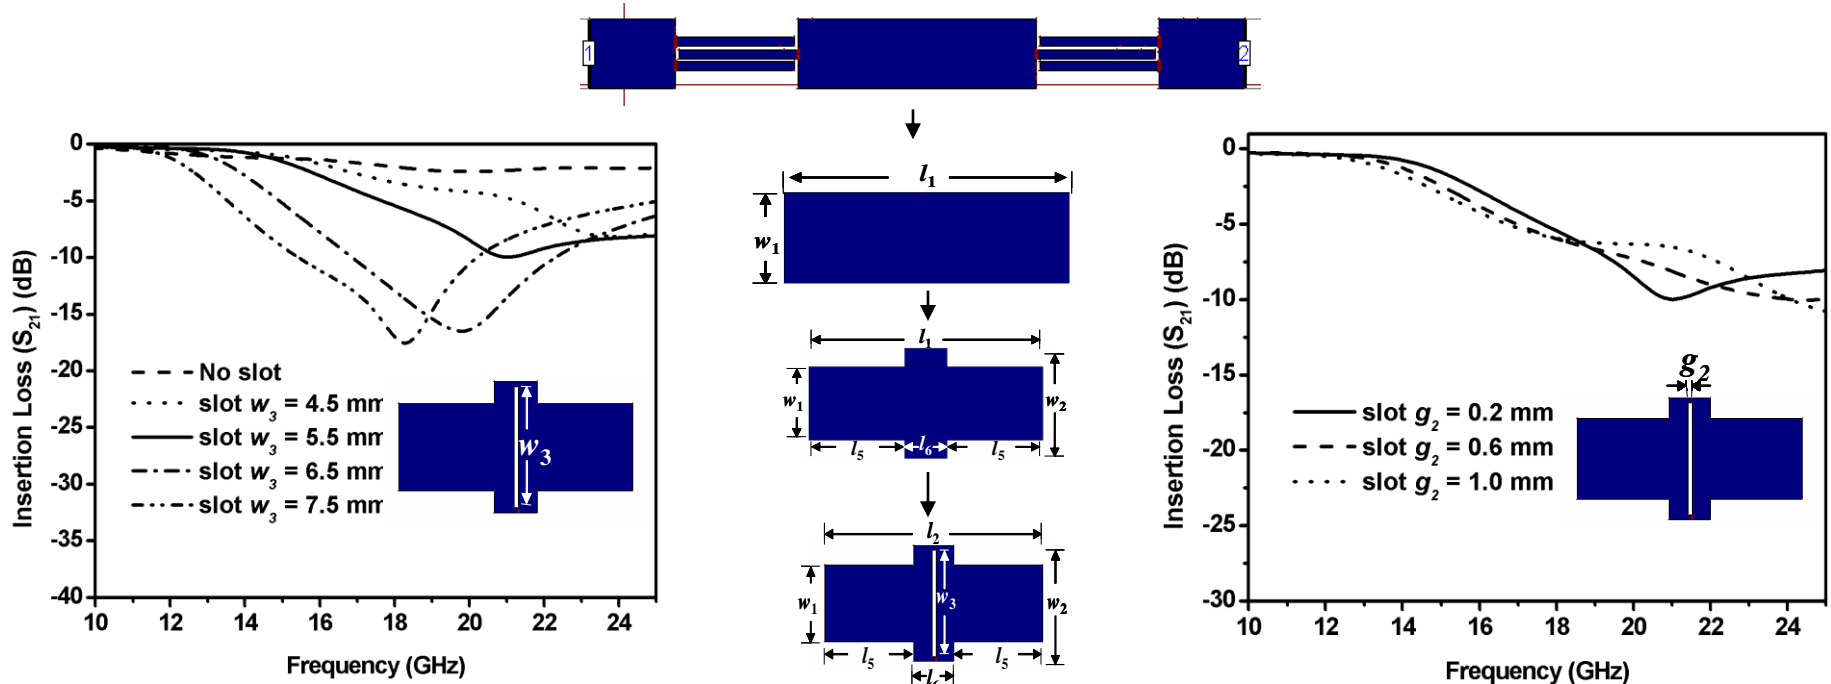 1
2
0
-5
-10
-15
-20
-25
-30
-35
-40
10 12 14 16 18 20 22 24
Insertion Loss (S21) (dB)
Frequency (GHz)
No slot
slot w3 = 4.5 mm
slot w3 = 5.5 mm
slot w3 = 6.5 mm
slot w3 = 7.5 mm
w3
l1
w1
l1
w1
w2
l5 l6 l5
l2
w1
w3
w2
l5 l5
l6
0
-5
-10
-15
-20
-25
-30
10 12 14 16 18 20 22 24
Insertion Loss (S21) (dB)
Frequency (GHz)
g2
slot g2 = 0.2 mm
slot g2 = 0.6 mm
slot g2 = 1.0 mm